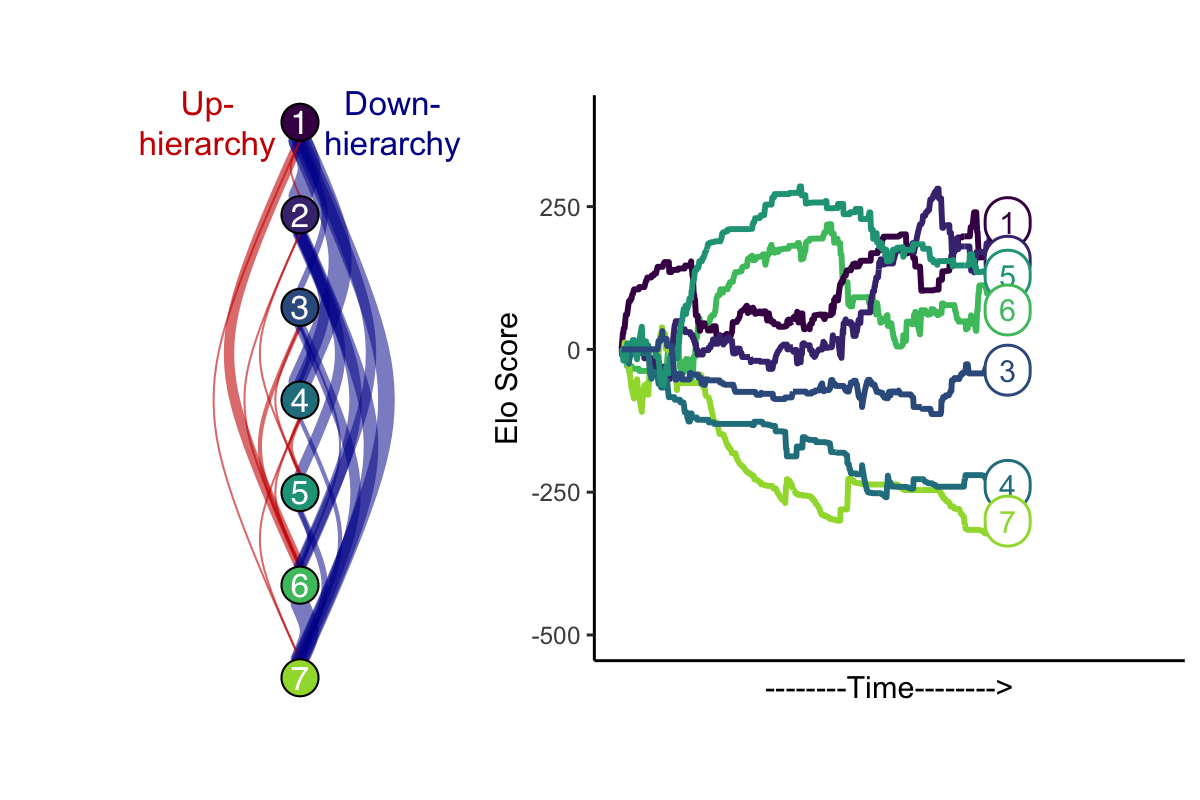 Up-
hierarchy
Down-
hierarchy
1
2
3
4
5
6
7
Elo Score
250
0
-250
-500
1
5
6
3
4
7
--------Time-------->